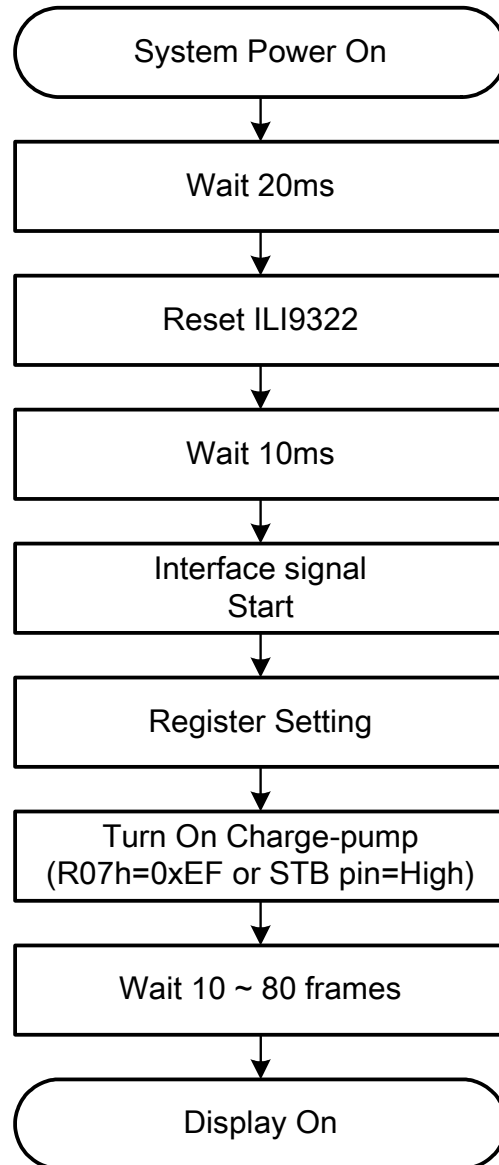 System Power On
Wait 20ms
Reset ILI9322
Wait 10ms
Interface signal
Start
Register Setting
Turn On Charge-pump
(R07h=0xEF or STB pin=High)
Wait 10 ~ 80 frames
Display On